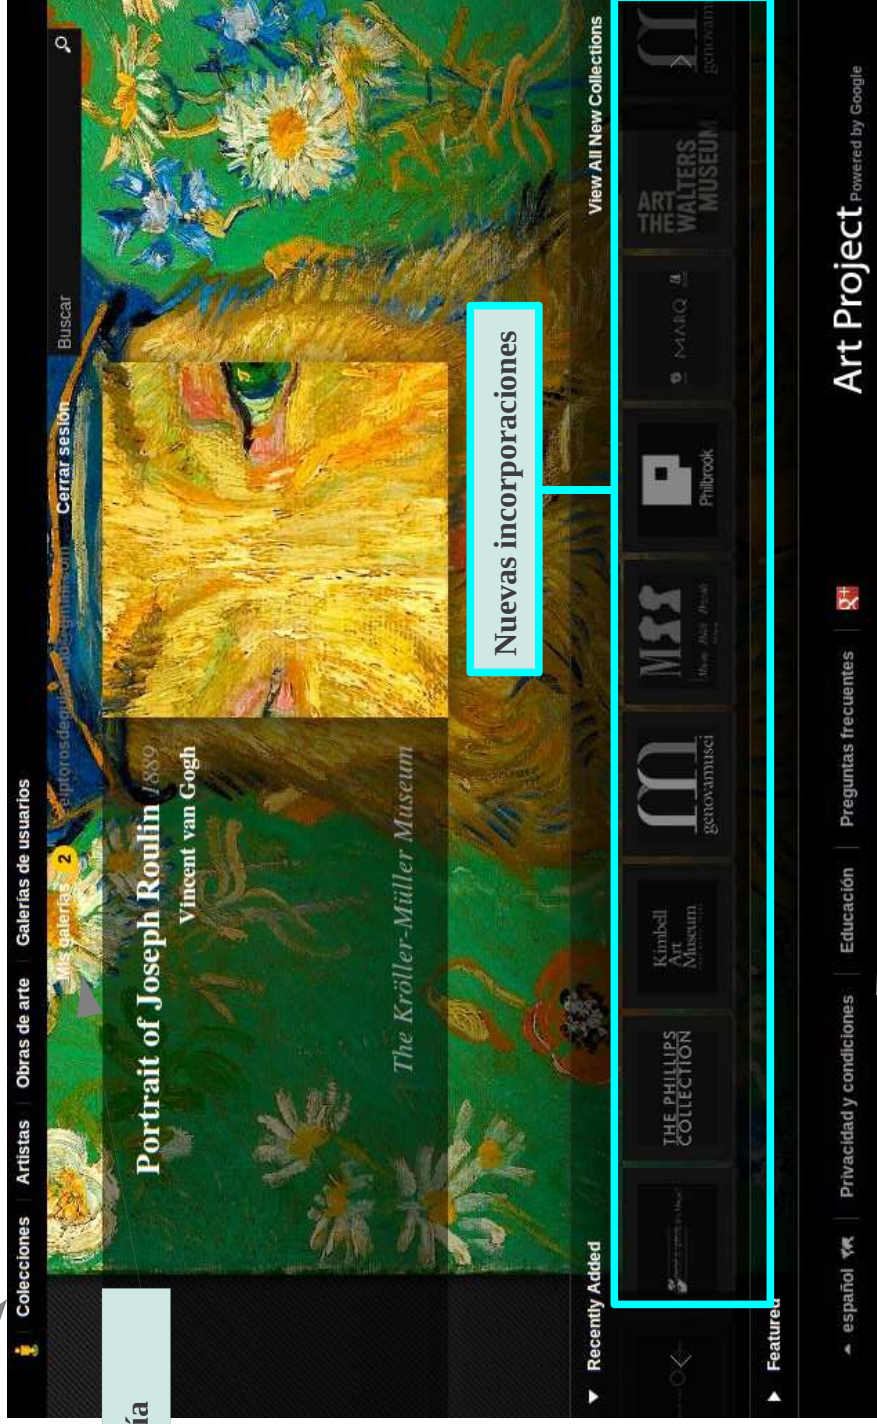 Colecciones | Artistas | Obras de arte | Galerías de usuarios
Mis galerías 2
Cerrar sesión
Buscar
Portrait of Joseph Roulin 1889
Vincent van Gogh
The Kröller-Müller Museum
ía
Nuevas incorporaciones
Recently Added
View All New Collections
THE PHILLIPS
COLLECTION
Kimbell
Art
Museum
genovamusei
Philbrook
MARQ
ART
THE
WALTERS
MUSEUM
genovam
Featured
español | Privacidad y condiciones | Educación | Preguntas frecuentes | g+
Art Project Powered by Google